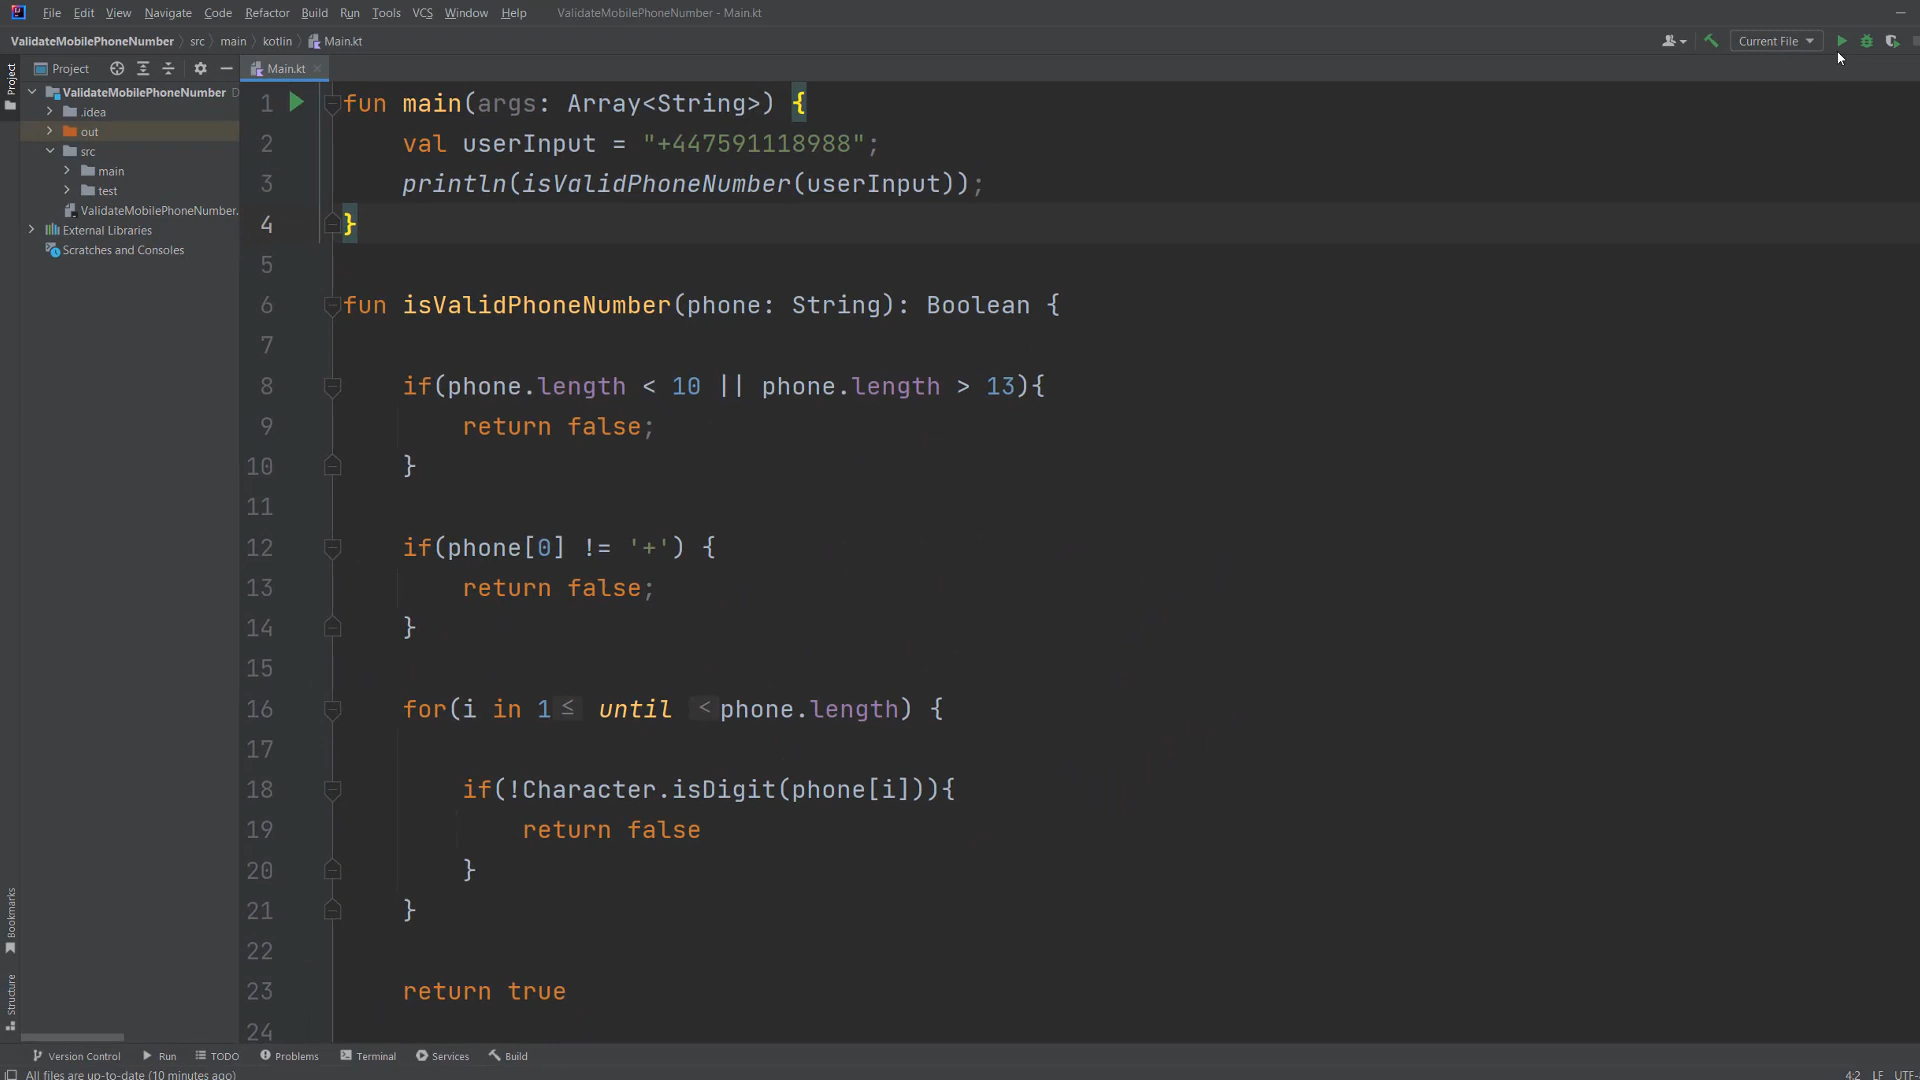 File Edit View Navigate Code Refactor Build Run Tools VCS Window Help ValidateMobilePhoneNumber - Main.kt
ValidateMobilePhoneNumber src main kotlin Main.kt Current File
Project Main.kt
Project
ValidateMobilePhoneNumber D
.idea
out
src
main
test
ValidateMobilePhoneNumber.
External Libraries
Scratches and Consoles
1 fun main(args: Array<String>) {
2 val userInput = "+447591118988";
3 println(isValidPhoneNumber(userInput));
4 }
5
6 fun isValidPhoneNumber(phone: String): Boolean {
7
8 if(phone.length < 10 || phone.length > 13){
9 return false;
10 }
11
12 if(phone[0] != '+') {
13 return false;
14 }
15
16 for(i in 1 ≤ until < phone.length) {
17
18 if(!Character.isDigit(phone[i])){
19 return false
20 }
21 }
22
23 return true
24
Bookmarks
Structure
Version Control Run TODO Problems Terminal Services Build
All files are up-to-date (10 minutes ago) 4:2 LF UTF-